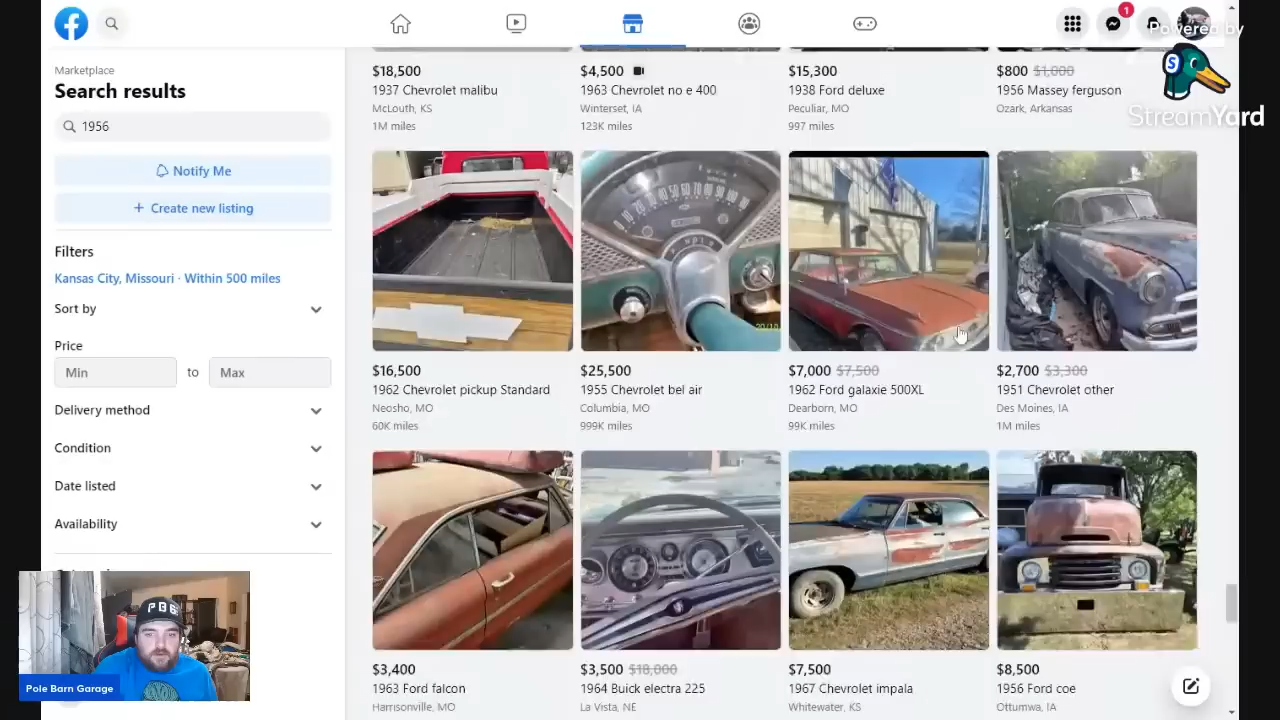 1
Powered by
S
StreamYard
Marketplace
Search results
1956
Notify Me
+ Create new listing
Filters
Kansas City, Missouri · Within 500 miles
Sort by
Price
Min
to
Max
Delivery method
Condition
Date listed
Availability
$18,500
1937 Chevrolet malibu
McLouth, KS
1M miles
$4,500
1963 Chevrolet no e 400
Winterset, IA
123K miles
$15,300
1938 Ford deluxe
Peculiar, MO
997 miles
$800 $1,000
1956 Massey ferguson
Ozark, Arkansas
$16,500
1962 Chevrolet pickup Standard
Neosho, MO
60K miles
$25,500
1955 Chevrolet bel air
Columbia, MO
999K miles
$7,000 $7,500
1962 Ford galaxie 500XL
Dearborn, MO
99K miles
$2,700 $3,300
1951 Chevrolet other
Des Moines, IA
1M miles
$3,400
1963 Ford falcon
Harrisonville, MO
$3,500 $18,000
1964 Buick electra 225
La Vista, NE
$7,500
1967 Chevrolet impala
Whitewater, KS
$8,500
1956 Ford coe
Ottumwa, IA
PBG
Pole Barn Garage